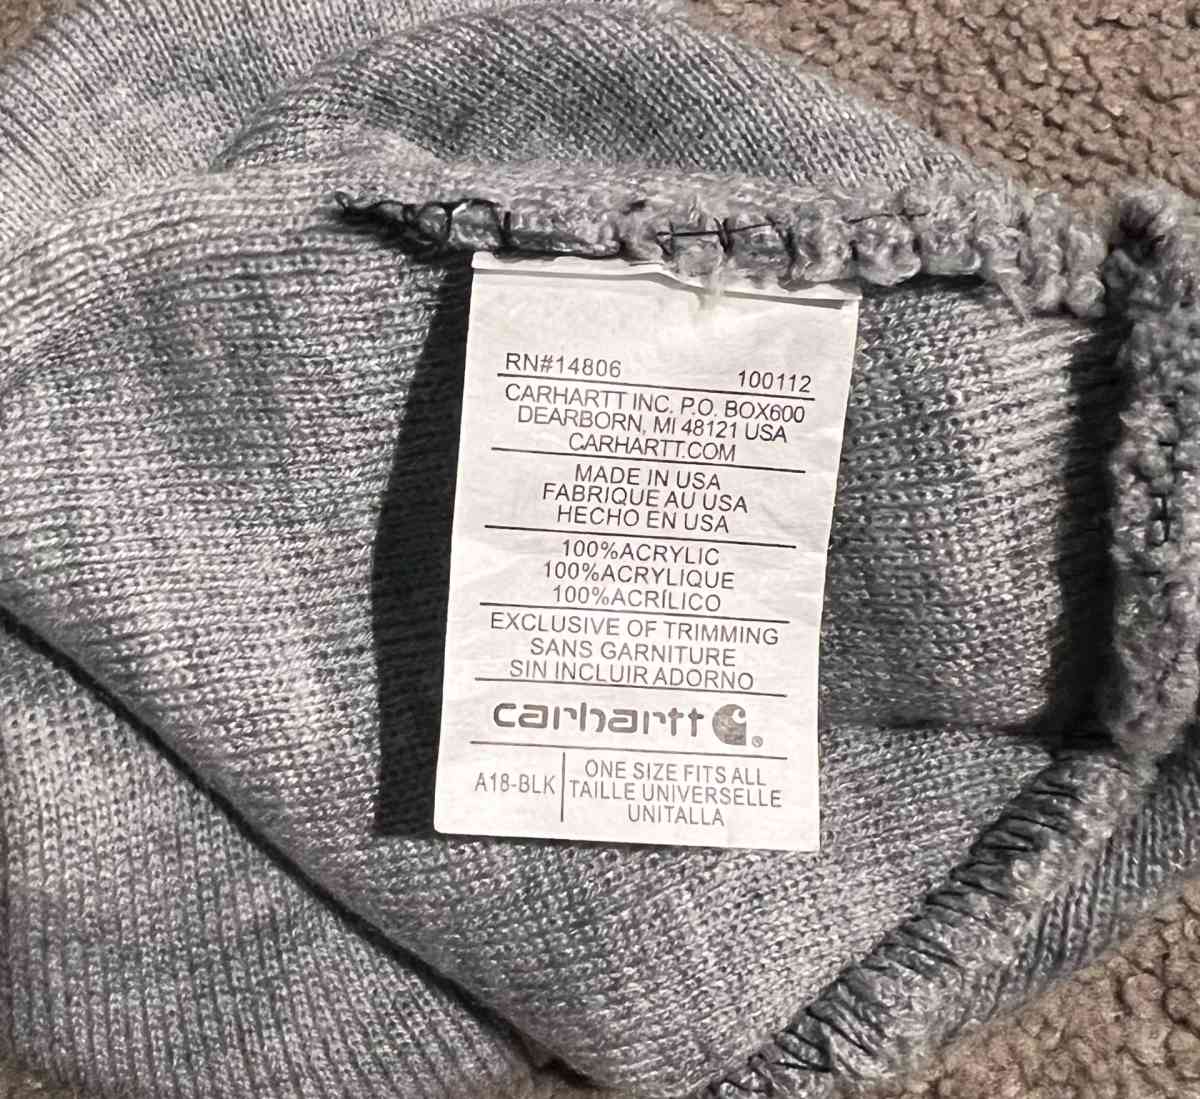 RN#14806 100112
CARHARTT INC. P.O. BOX600
DEARBORN, MI 48121 USA
CARHARTT.COM
MADE IN USA
FABRIQUE AU USA
HECHO EN USA
100%ACRYLIC
100%ACRYLIQUE
100%ACRÍLICO
EXCLUSIVE OF TRIMMING
SANS GARNITURE
SIN INCLUIR ADORNO
carhartt ®
A18-BLK
ONE SIZE FITS ALL
TAILLE UNIVERSELLE
UNITALLA